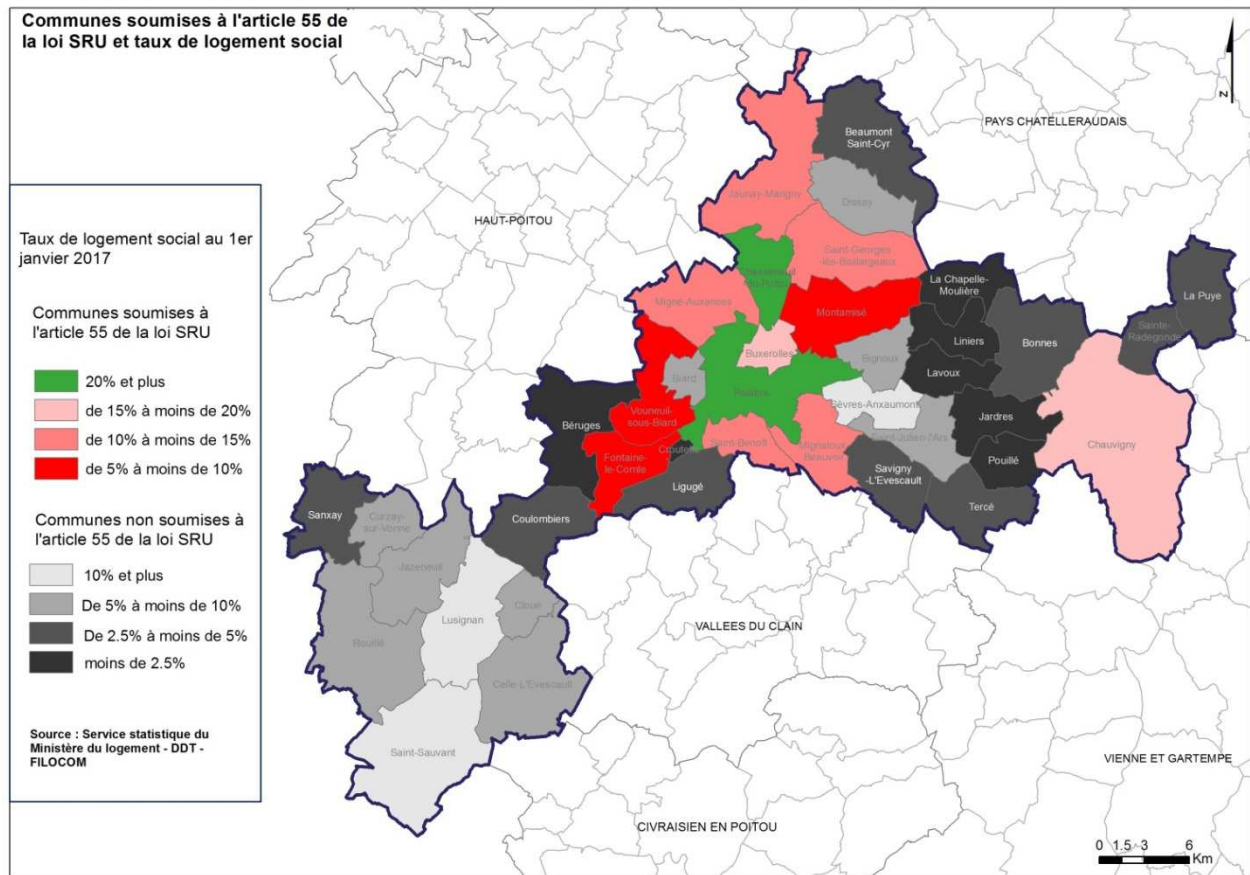 Communes soumises à l'article 55 de
la loi SRU et taux de logement social
N
PAYS CHATELLERAUDAIS
HAUT-POITOU
VALLEES DU CLAIN
VIENNE ET GARTEMPE
CIVRAISIEN EN POITOU
Beaumont
Saint-Cyr
Jaunay-Marigny
Dissay
Saint-Georges
-lès-Baillargeaux
Chasseneuil
-du-Poitou
Migné-Auxances
Montamisé
La Chapelle-
Moulière
La Puye
Sainte-
Radegonde
Liniers
Bonnes
Buxerolles
Bignoux
Lavoux
Biard
Poitiers
Sèvres-Anxaumont
Chauvigny
Vouneuil-
sous-Biard
Béruges
Jardres
Saint-Julien-l'Ars
Saint-Benoît
Mignaloux-
Beauvoir
Croutelle
Fontaine-
le-Comte
Pouillé
Savigny
-L'Evescault
Ligugé
Tercé
Sanxay
Curzay-
sur-Vonne
Coulombiers
Jazeneuil
Cloué
Lusignan
Rouillé
Celle-L'Evescault
Saint-Sauvant
Taux de logement social au 1er
janvier 2017
Communes soumises à
l'article 55 de la loi SRU
20% et plus
de 15% à moins de 20%
de 10% à moins de 15%
de 5% à moins de 10%
Communes non soumises à
l'article 55 de la loi SRU
10% et plus
De 5% à moins de 10%
De 2.5% à moins de 5%
moins de 2.5%
Source : Service statistique du
Ministère du logement - DDT -
FILOCOM
0 1.5 3 6
Km